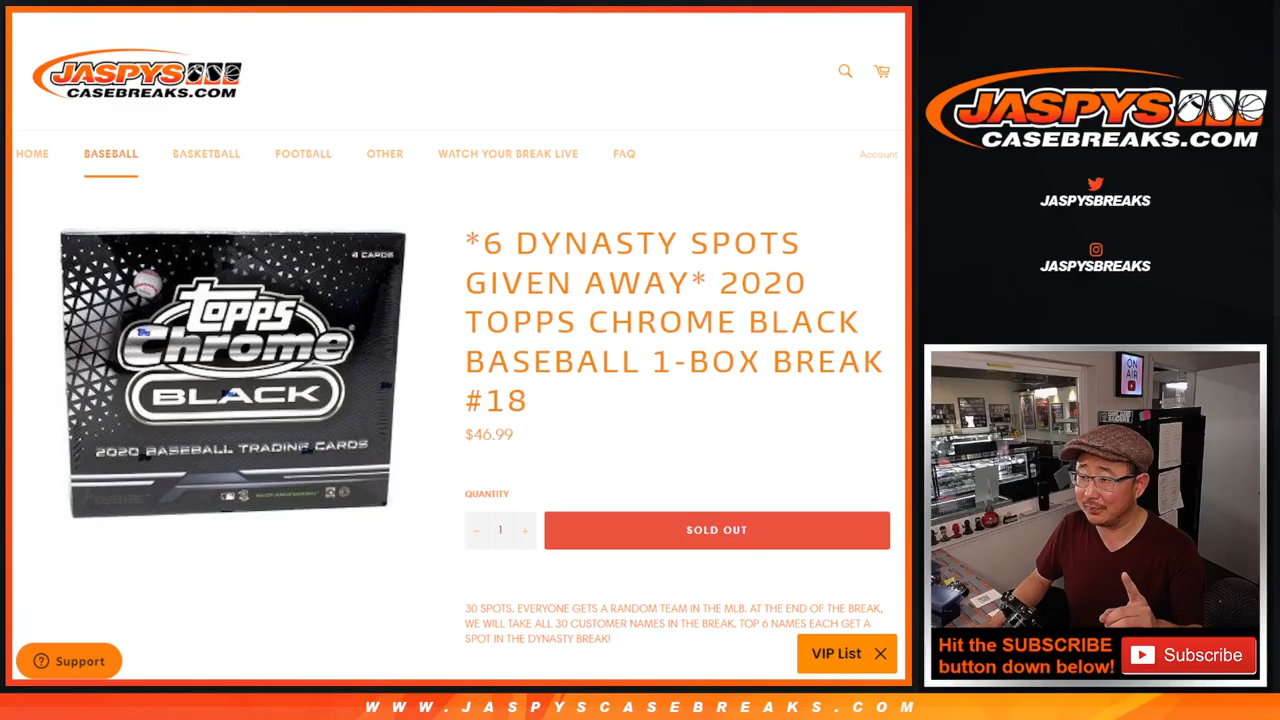 JASPYS
CASEBREAKS.COM
HOME BASEBALL BASKETBALL FOOTBALL OTHER WATCH YOUR BREAK LIVE FAQ Account
4 CARDS
topps
Chrome
BLACK
2020 BASEBALL TRADING CARDS
*6 DYNASTY SPOTS
GIVEN AWAY* 2020
TOPPS CHROME BLACK
BASEBALL 1-BOX BREAK
#18
$46.99
QUANTITY
− 1 +
SOLD OUT
30 SPOTS. EVERYONE GETS A RANDOM TEAM IN THE MLB. AT THE END OF THE BREAK,
WE WILL TAKE ALL 30 CUSTOMER NAMES IN THE BREAK. TOP 6 NAMES EACH GET A
SPOT IN THE DYNASTY BREAK!
Support
VIP List
JASPYS
CASEBREAKS.COM
JASPYSBREAKS
JASPYSBREAKS
ON
AIR
Hit the SUBSCRIBE
button down below!
Subscribe
WWW.JASPYSCASEBREAKS.COM